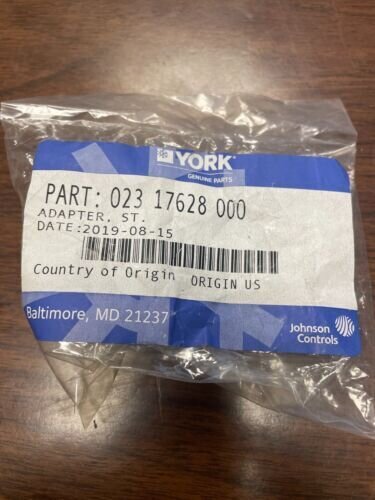 YORK
GENUINE PARTS
PART: 023 17628 000
ADAPTER, ST.
DATE:2019-08-15
Country of Origin ORIGIN US
Baltimore, MD 21237
Johnson
Controls